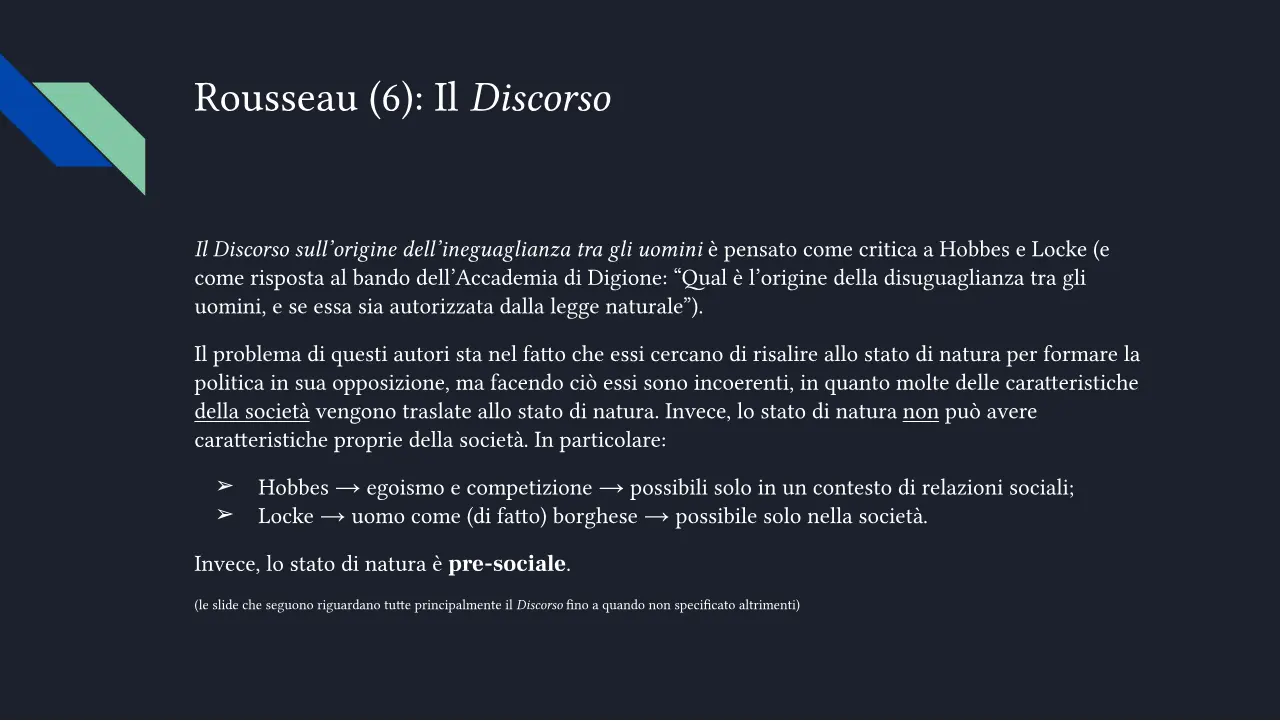 Rousseau (6): Il Discorso
Il Discorso sull’origine dell’ineguaglianza tra gli uomini è pensato come critica a Hobbes e Locke (e
come risposta al bando dell’Accademia di Digione: “Qual è l’origine della disuguaglianza tra gli
uomini, e se essa sia autorizzata dalla legge naturale”).
Il problema di questi autori sta nel fatto che essi cercano di risalire allo stato di natura per formare la
politica in sua opposizione, ma facendo ciò essi sono incoerenti, in quanto molte delle caratteristiche
della società vengono traslate allo stato di natura. Invece, lo stato di natura non può avere
caratteristiche proprie della società. In particolare:
➢ Hobbes → egoismo e competizione → possibili solo in un contesto di relazioni sociali;
➢ Locke → uomo come (di fatto) borghese → possibile solo nella società.
Invece, lo stato di natura è pre-sociale.
(le slide che seguono riguardano tutte principalmente il Discorso fino a quando non specificato altrimenti)